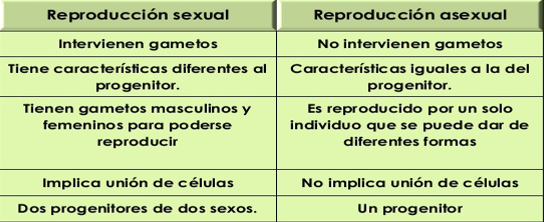 Reproducción sexual
Reproducción asexual
Intervienen gametos
No intervienen gametos
Tiene características diferentes al
progenitor.
Características iguales a la del
progenitor.
Tienen gametos masculinos y
femeninos para poderse
reproducir
Es reproducido por un solo
individuo que se puede dar de
diferentes formas
Implica unión de células
No implica unión de células
Dos progenitores de dos sexos.
Un progenitor